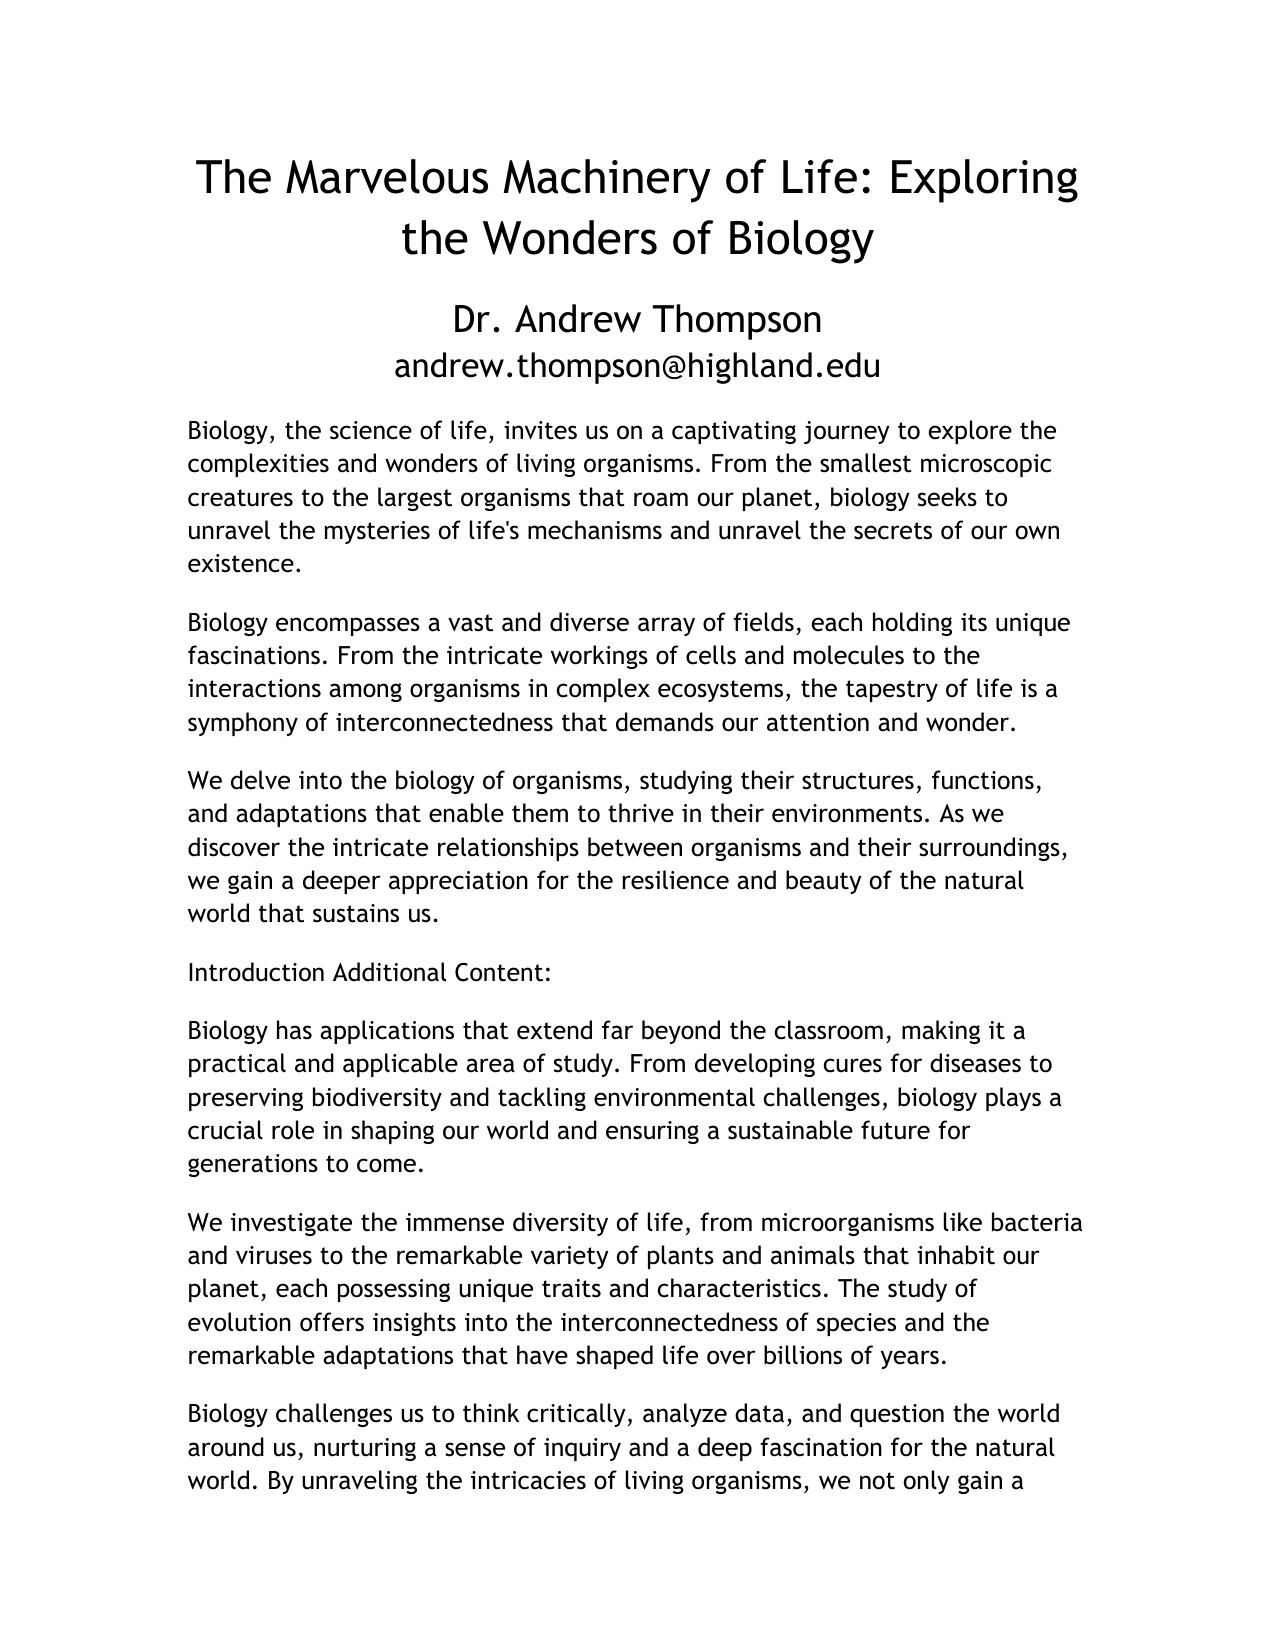 The Marvelous Machinery of Life: Exploring
the Wonders of Biology
Dr. Andrew Thompson
andrew.thompson@highland.edu
Biology, the science of life, invites us on a captivating journey to explore the
complexities and wonders of living organisms. From the smallest microscopic
creatures to the largest organisms that roam our planet, biology seeks to
unravel the mysteries of life's mechanisms and unravel the secrets of our own
existence.
Biology encompasses a vast and diverse array of fields, each holding its unique
fascinations. From the intricate workings of cells and molecules to the
interactions among organisms in complex ecosystems, the tapestry of life is a
symphony of interconnectedness that demands our attention and wonder.
We delve into the biology of organisms, studying their structures, functions,
and adaptations that enable them to thrive in their environments. As we
discover the intricate relationships between organisms and their surroundings,
we gain a deeper appreciation for the resilience and beauty of the natural
world that sustains us.
Introduction Additional Content:
Biology has applications that extend far beyond the classroom, making it a
practical and applicable area of study. From developing cures for diseases to
preserving biodiversity and tackling environmental challenges, biology plays a
crucial role in shaping our world and ensuring a sustainable future for
generations to come.
We investigate the immense diversity of life, from microorganisms like bacteria
and viruses to the remarkable variety of plants and animals that inhabit our
planet, each possessing unique traits and characteristics. The study of
evolution offers insights into the interconnectedness of species and the
remarkable adaptations that have shaped life over billions of years.
Biology challenges us to think critically, analyze data, and question the world
around us, nurturing a sense of inquiry and a deep fascination for the natural
world. By unraveling the intricacies of living organisms, we not only gain a